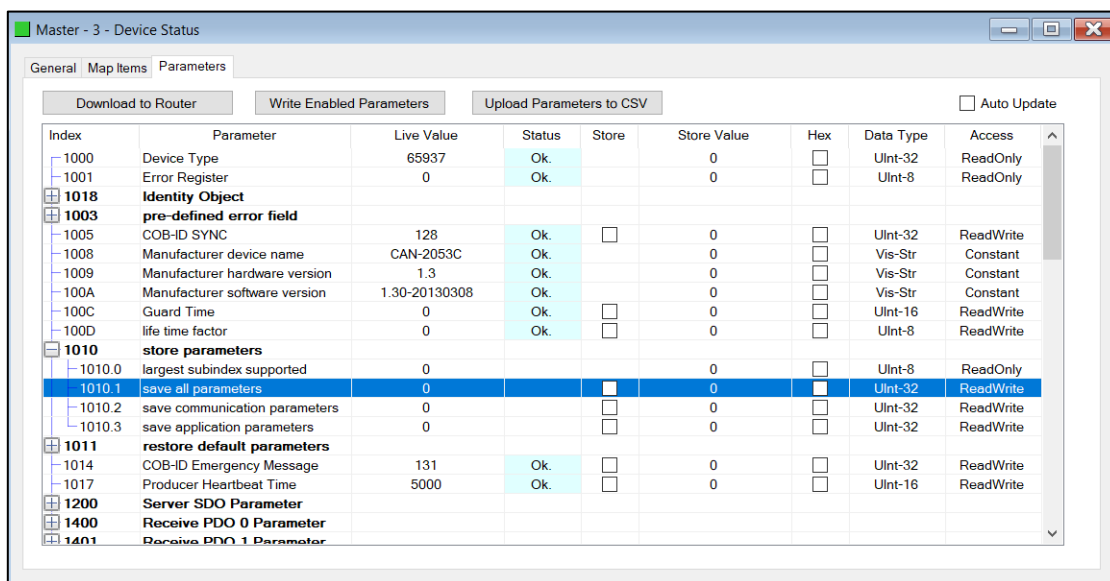 Master - 3 - Device Status
General Map Items Parameters
Download to Router Write Enabled Parameters Upload Parameters to CSV Auto Update
Index Parameter Live Value Status Store Store Value Hex Data Type Access
1000 Device Type 65937 Ok. 0 UInt-32 ReadOnly
1001 Error Register 0 Ok. 0 UInt-8 ReadOnly
1018 Identity Object
1003 pre-defined error field
1005 COB-ID SYNC 128 Ok. 0 UInt-32 ReadWrite
1008 Manufacturer device name CAN-2053C Ok. 0 Vis-Str Constant
1009 Manufacturer hardware version 1.3 Ok. 0 Vis-Str Constant
100A Manufacturer software version 1.30-20130308 Ok. 0 Vis-Str Constant
100C Guard Time 0 Ok. 0 UInt-16 ReadWrite
100D life time factor 0 Ok. 0 UInt-8 ReadWrite
1010 store parameters
1010.0 largest subindex supported 0 0 UInt-8 ReadOnly
1010.1 save all parameters 0 0 UInt-32 ReadWrite
1010.2 save communication parameters 0 0 UInt-32 ReadWrite
1010.3 save application parameters 0 0 UInt-32 ReadWrite
1011 restore default parameters
1014 COB-ID Emergency Message 131 Ok. 0 UInt-32 ReadWrite
1017 Producer Heartbeat Time 5000 Ok. 0 UInt-16 ReadWrite
1200 Server SDO Parameter
1400 Receive PDO 0 Parameter
1401 Receive PDO 1 Parameter